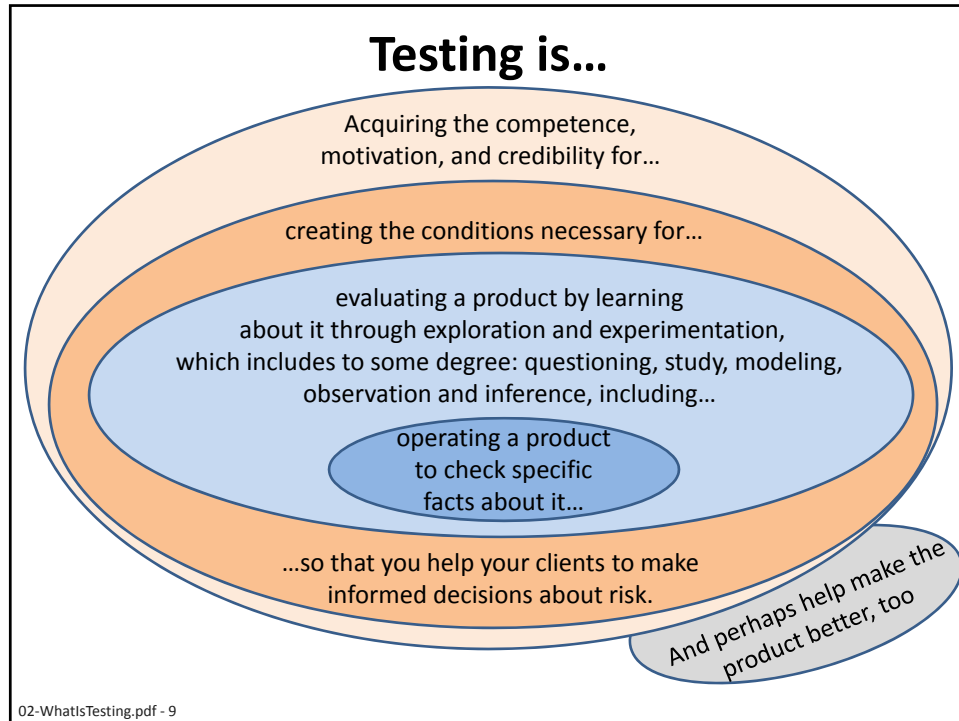 Testing is…
Acquiring the competence,
motivation, and credibility for…
creating the conditions necessary for…
evaluating a product by learning
about it through exploration and experimentation,
which includes to some degree: questioning, study, modeling,
observation and inference, including…
operating a product
to check specific
facts about it…
…so that you help your clients to make
informed decisions about risk.
And perhaps help make the
product better, too
02-WhatIsTesting.pdf - 9